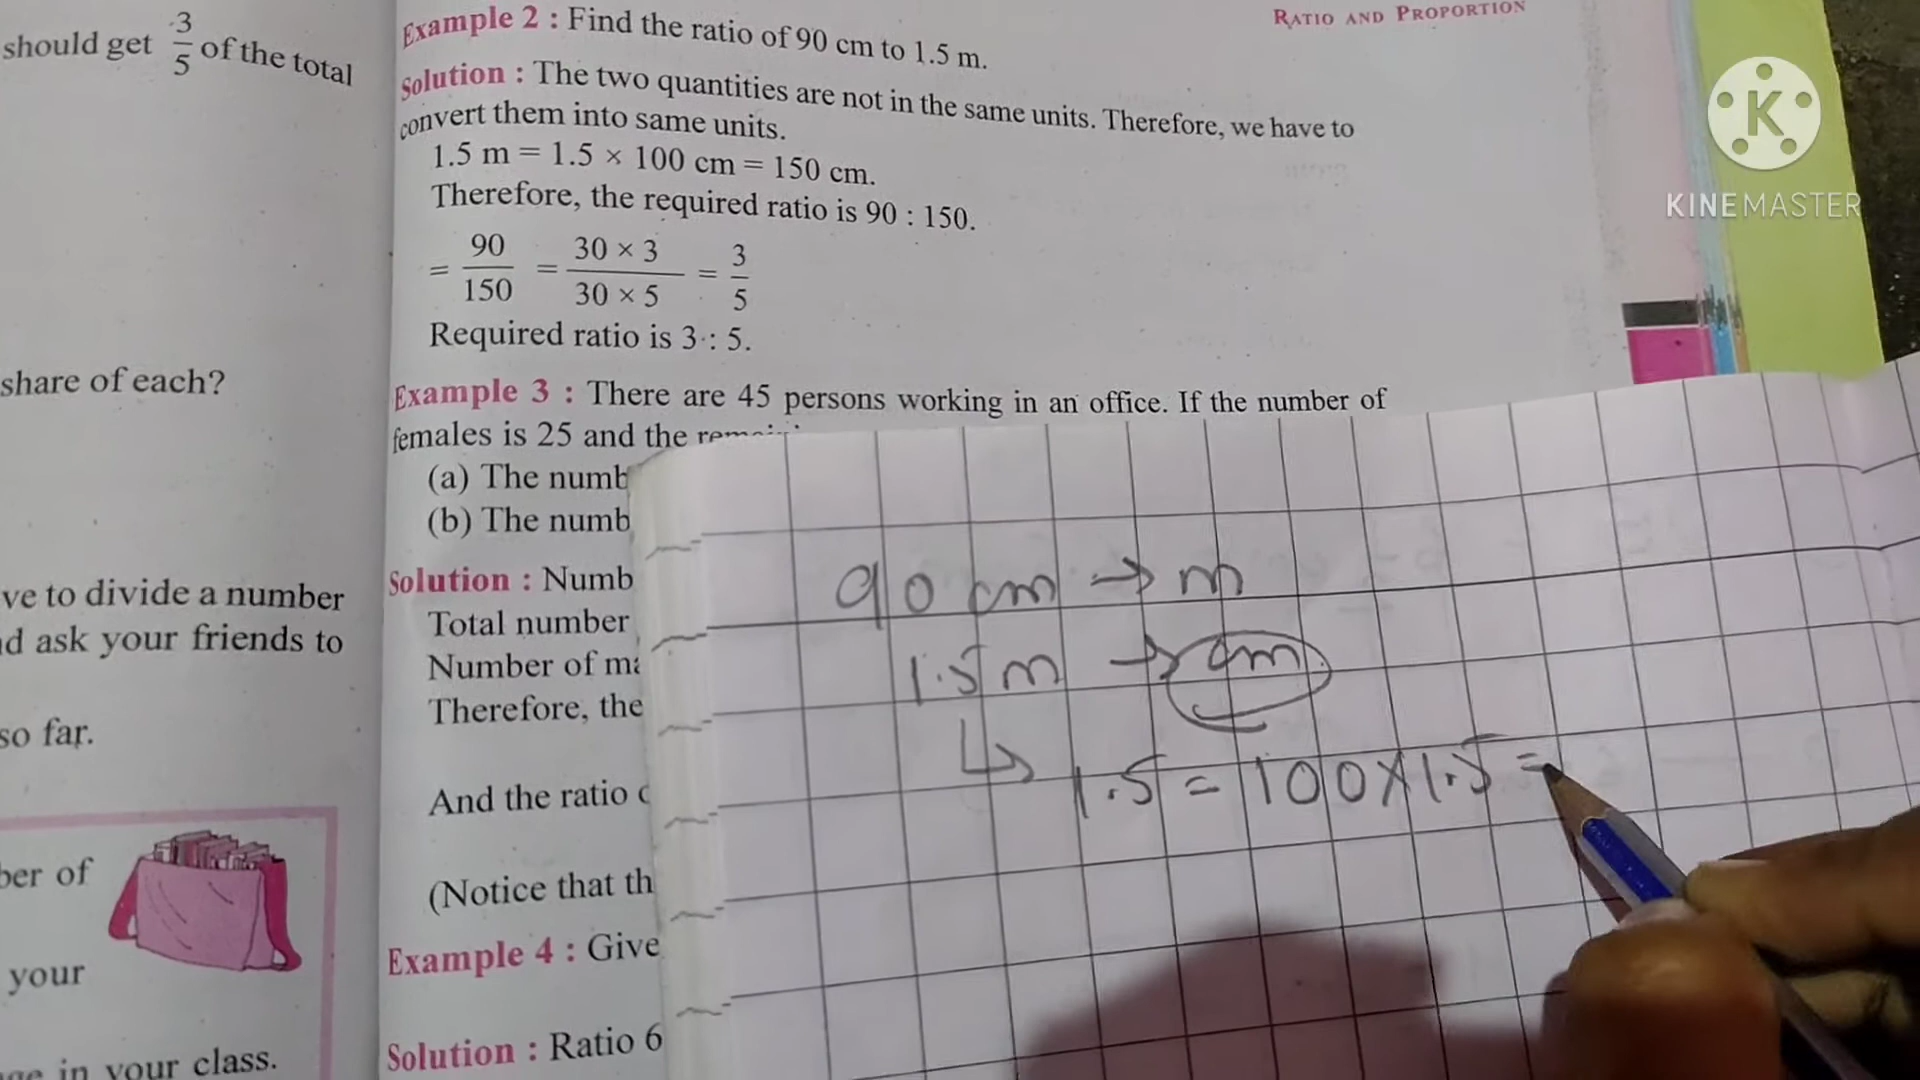 should get 3/5 of the total
share of each?
ve to divide a number
d ask your friends to
so far.
ber of
your
ge in your class.
RATIO AND PROPORTION
Example 2 : Find the ratio of 90 cm to 1.5 m.
Solution : The two quantities are not in the same units. Therefore, we have to
convert them into same units.
1.5 m = 1.5 × 100 cm = 150 cm.
Therefore, the required ratio is 90 : 150.
= 90/150 = 30 × 3/30 × 5 = 3/5
Required ratio is 3 : 5.
Example 3 : There are 45 persons working in an office. If the number of
females is 25 and the
(a) The numb
(b) The numb
Solution : Numb
Total number
Number of ma
Therefore, the
And the ratio
(Notice that th
Example 4 : Give
Solution : Ratio 6
90 cm → m
1.5 m → cm
1.5 = 100 × 1.5 =
K
KINEMASTER